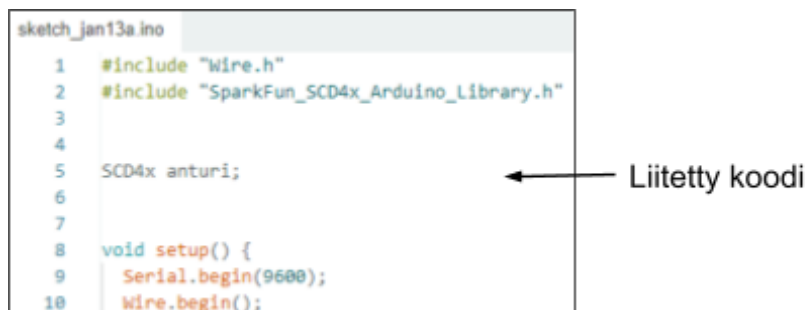 sketch_jan13a.ino
1 #include "Wire.h"
2 #include "SparkFun_SCD4x_Arduino_Library.h"
3
4
5 SCD4x anturi;
6
7
8 void setup() {
9 Serial.begin(9600);
10 Wire.begin();
Liitetty koodi